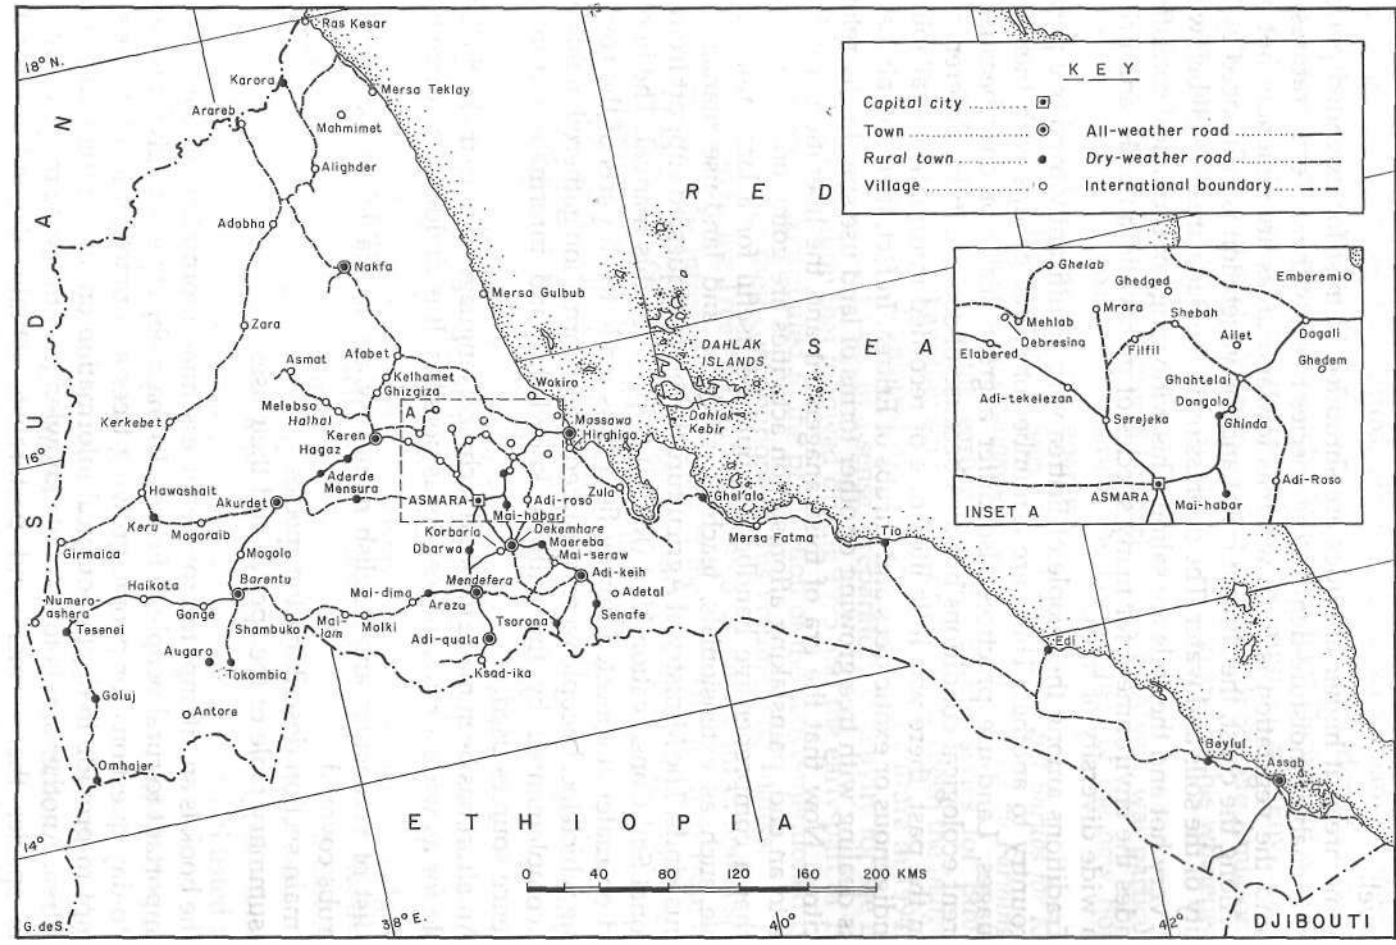 Ras Kesar
18° N.
Karora
Mersa Teklay
Arareb
Mahmimet
Alighder
Adobha
Nakfa
Mersa Gulbub
Zara
Asmat
Afabet
Kelhamet
Ghizgiza
Melebso
Halhal
Wakiro
A
Kerkebet
Keren
Massawa
Hirghigo
Hagaz
16°
Aderde
Mensura
Hawashait
Akurdet
ASMARA
Adi-roso
Zula
Ghel'alo
Keru
Mai-habar
Mogoraib
Korbaria
Dekemhare
Mersa Fatma
Tio
Girmaica
Dbarwa
Maereba
Mai-seraw
Mogolo
Adi-keih
Haikota
Barentu
Mai-dima
Mendefera
Adetal
Numero-
ashera
Gonge
Areza
Senafe
Tesenei
Shambuko
Mai-
lam
Molki
Tsorona
Adi-quala
Edi
Augaro
Tokombia
Ksad-ika
Goluj
Antore
Omhajer
Beylul
Assab
14°
S U D A N
R E D
S E A
DAHLAK
ISLANDS
Dahlak
Kebir
E T H I O P I A
DJIBOUTI
0 40 80 120 160 200 KMS
G. de S.
38° E.
40°
42°
K E Y
Capital city
Town
Rural town
Village
All-weather road
Dry-weather road
International boundary
Ghelab
Ghedged
Emberemi
Mrara
Shebah
Mehlab
Debresina
Dogali
Elabered
Filfil
Ailet
Ghedem
Ghahtelai
Adi-tekelezan
Dongolo
Ghinda
Serejeka
ASMARA
Adi-Roso
Mai-habar
INSET A